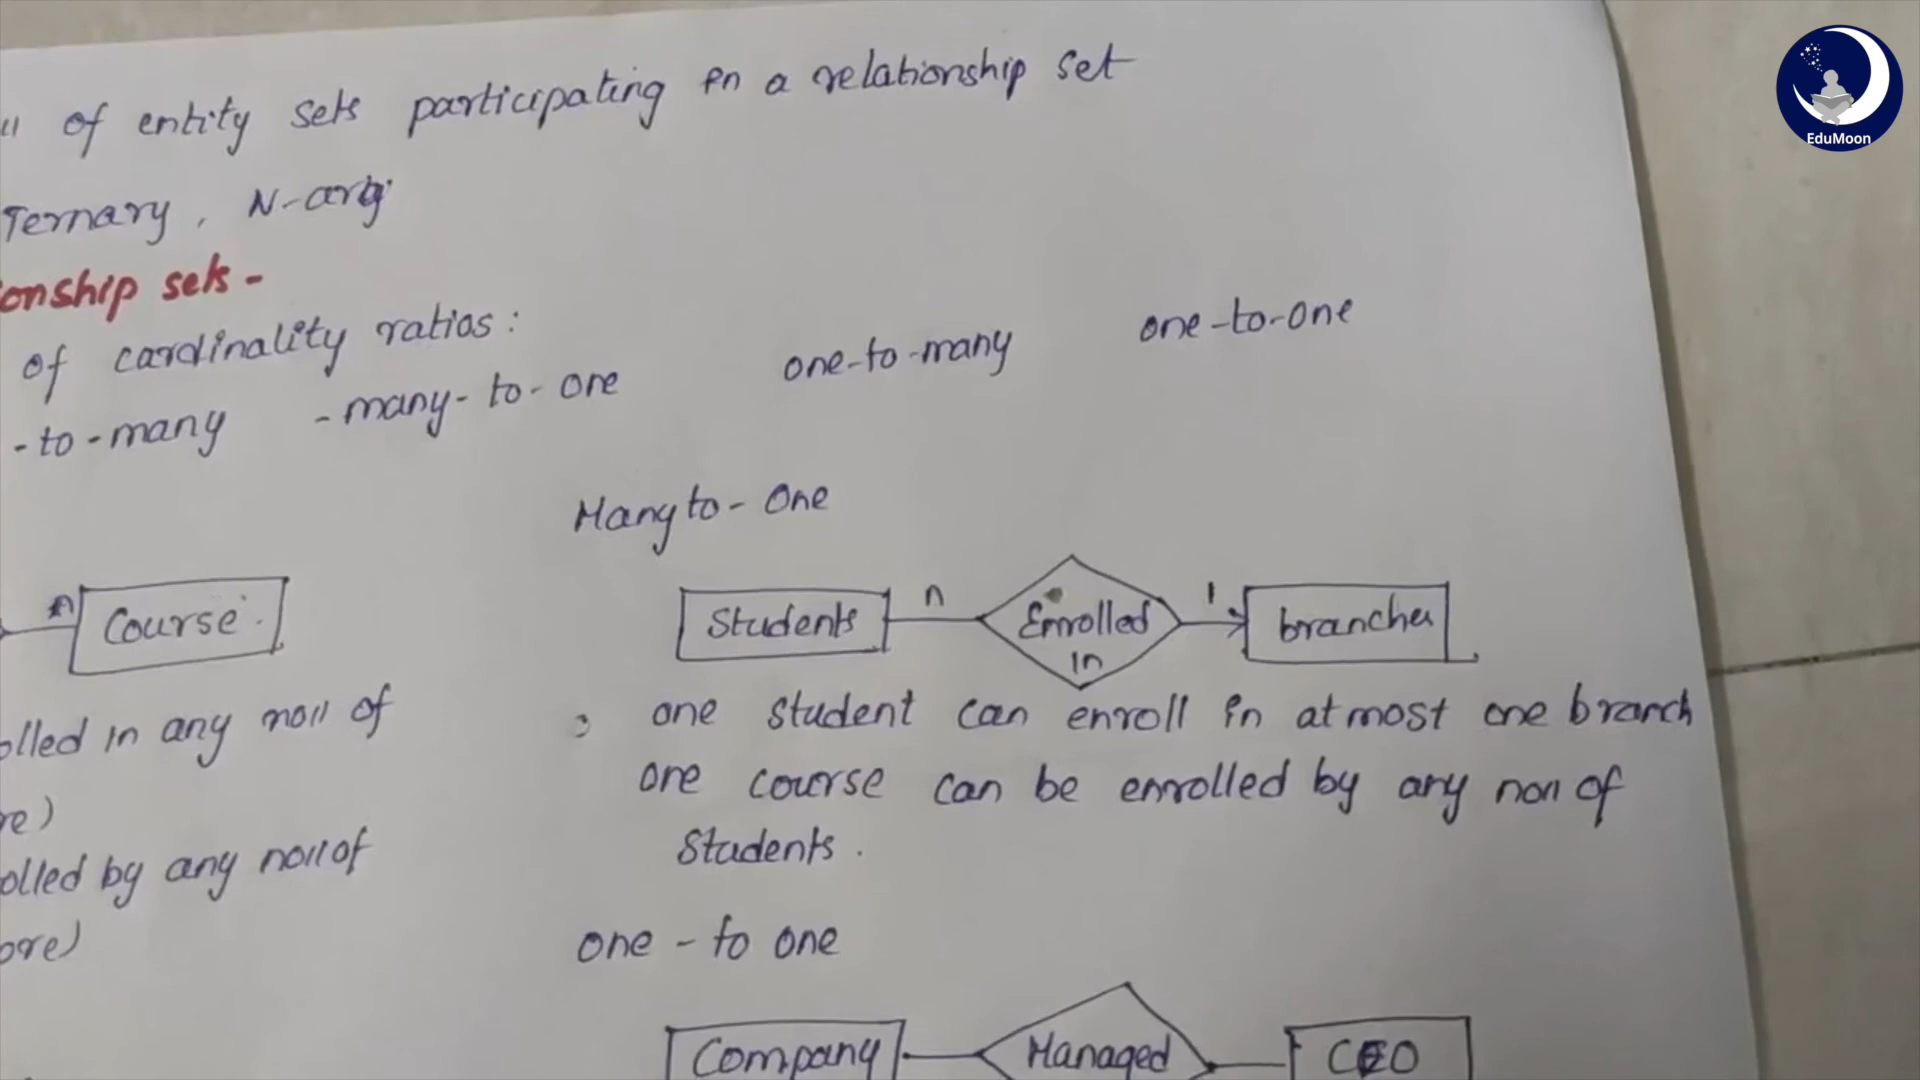 of entity sets participating in a relationship set
Ternary, N-ary
onship sets -
of cardinality ratios:
-to-many -many-to-one one-to-many one-to-one
Many to - One
Course.
Students n Enrolled in 1 branches
olled in any no of
re)
olled by any no of
ore)
one student can enroll in atmost one branch
one course can be enrolled by any no of
Students.
one - to one
Company Managed CEO
EduMoon